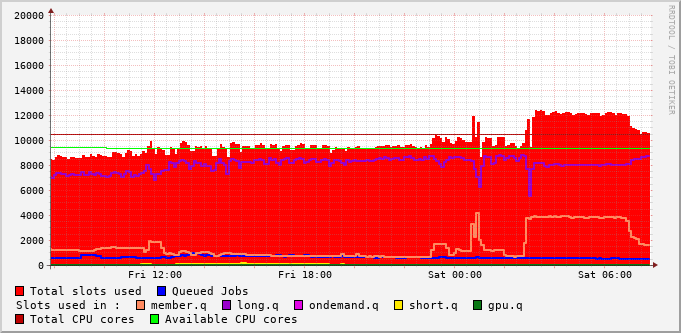 RRDTOOL / TOBI OETIKER
20000
18000
16000
14000
12000
10000
8000
6000
4000
2000
0
Fri 12:00 Fri 18:00 Sat 00:00 Sat 06:00
Total slots used Queued Jobs
Slots used in : member.q long.q ondemand.q short.q gpu.q
Total CPU cores Available CPU cores